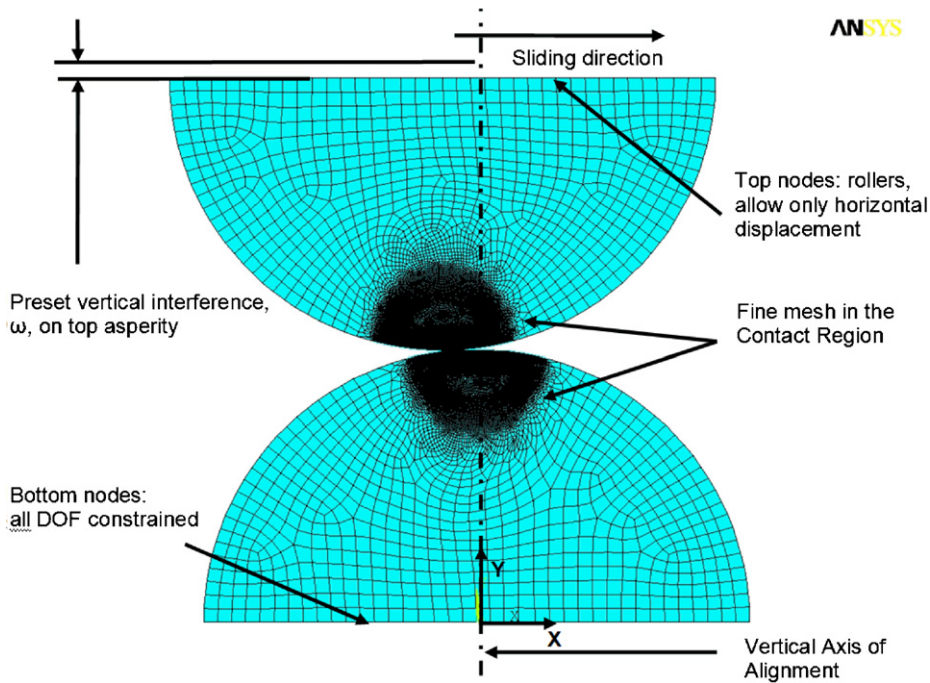 ANSYS
Sliding direction
Top nodes: rollers,
allow only horizontal
displacement
Preset vertical interference,
ω, on top asperity
Fine mesh in the
Contact Region
Bottom nodes:
all DOF constrained
Y
X
X
Vertical Axis of
Alignment